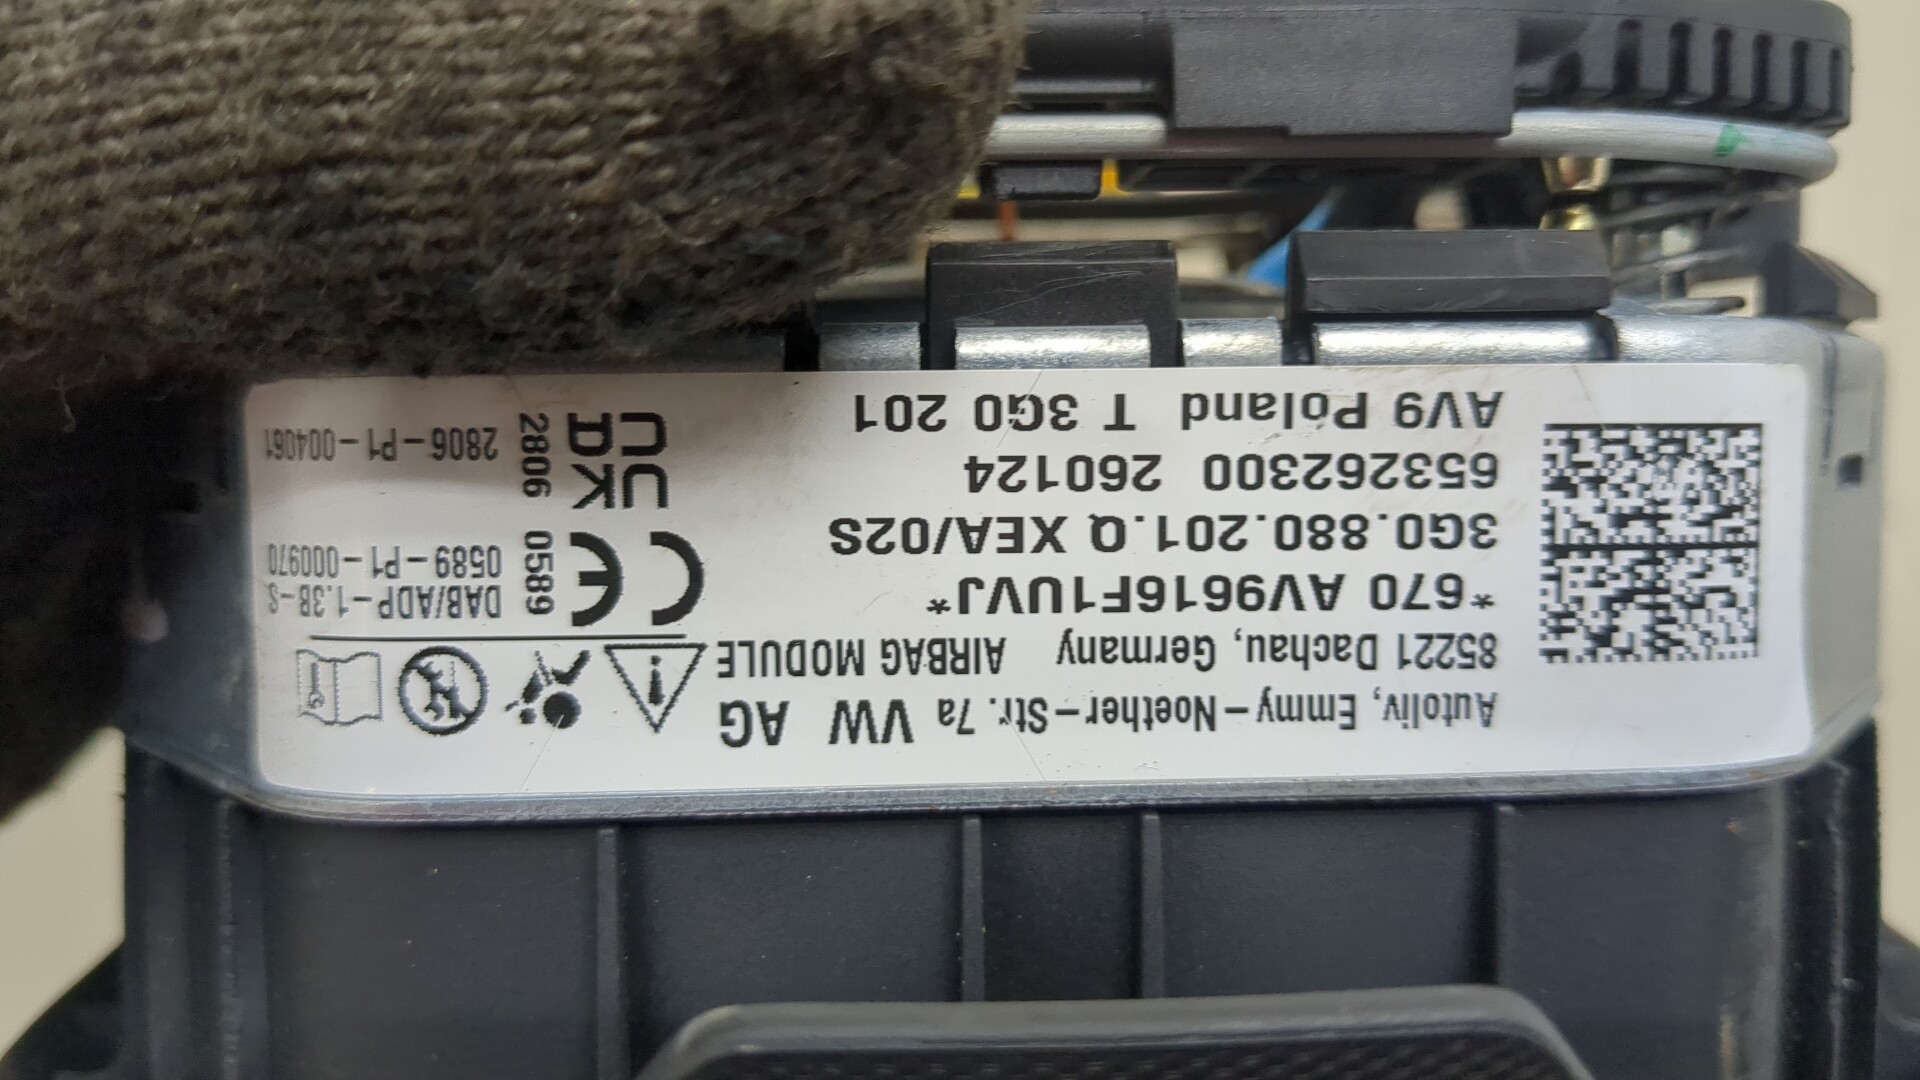 Autoliv, Emmy-Noether-Str. 7a VW AG
85221 Dachau, Germany AIRBAG MODULE
*670 AV9616F1UVJ*
3G0.880.201.Q XEA/02S
653262300 260124
AV9 Poland T 3G0 201
DAB/ADP-1.3B-S
0589-P1-000970
CE 0589
UK CA 2806
2806-P1-004061